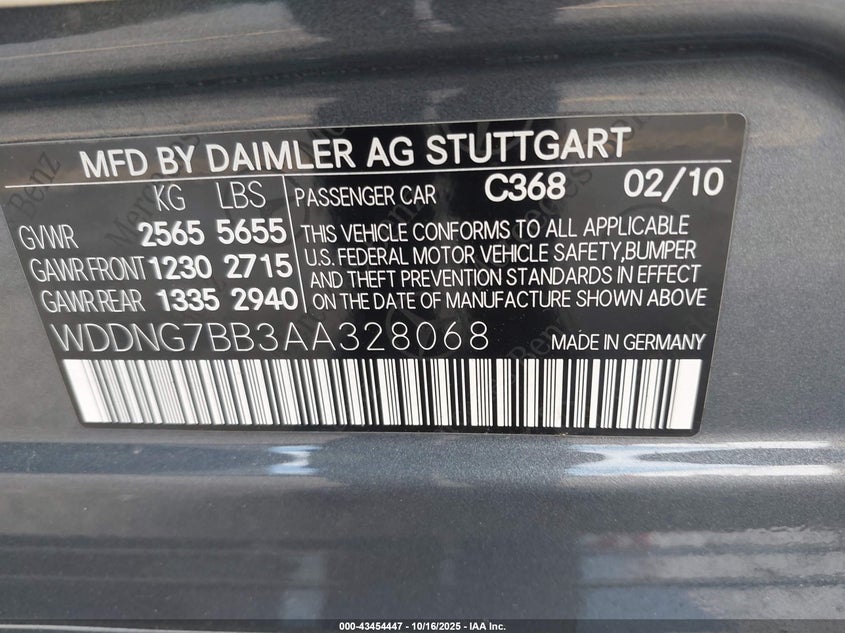 MFD BY DAIMLER AG STUTTGART
KG LBS PASSENGER CAR C368 02/10
GVWR 2565 5655
GAWR.FRONT 1230 2715
GAWR.REAR 1335 2940
THIS VEHICLE CONFORMS TO ALL APPLICABLE
U.S. FEDERAL MOTOR VEHICLE SAFETY,BUMPER
AND THEFT PREVENTION STANDARDS IN EFFECT
ON THE DATE OF MANUFACTURE SHOWN ABOVE
WDDNG7BB3AA328068 MADE IN GERMANY
000-43454447 - 10/16/2025 - IAA Inc.